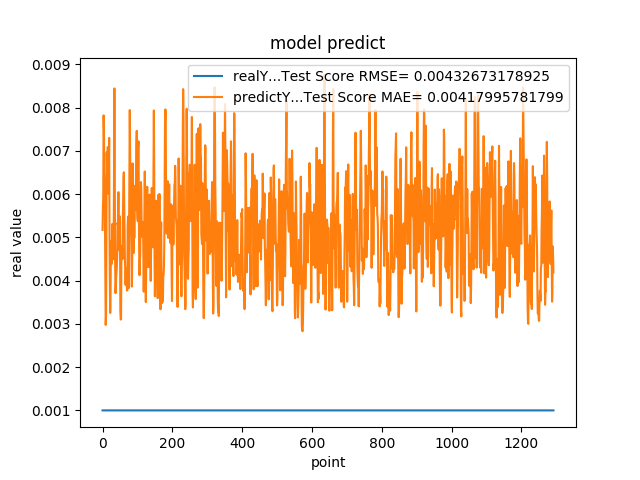 model predict
realY...Test Score RMSE= 0.00432673178925
predictY...Test Score MAE= 0.00417995781799
real value
0.009
0.008
0.007
0.006
0.005
0.004
0.003
0.002
0.001
0 200 400 600 800 1000 1200
point